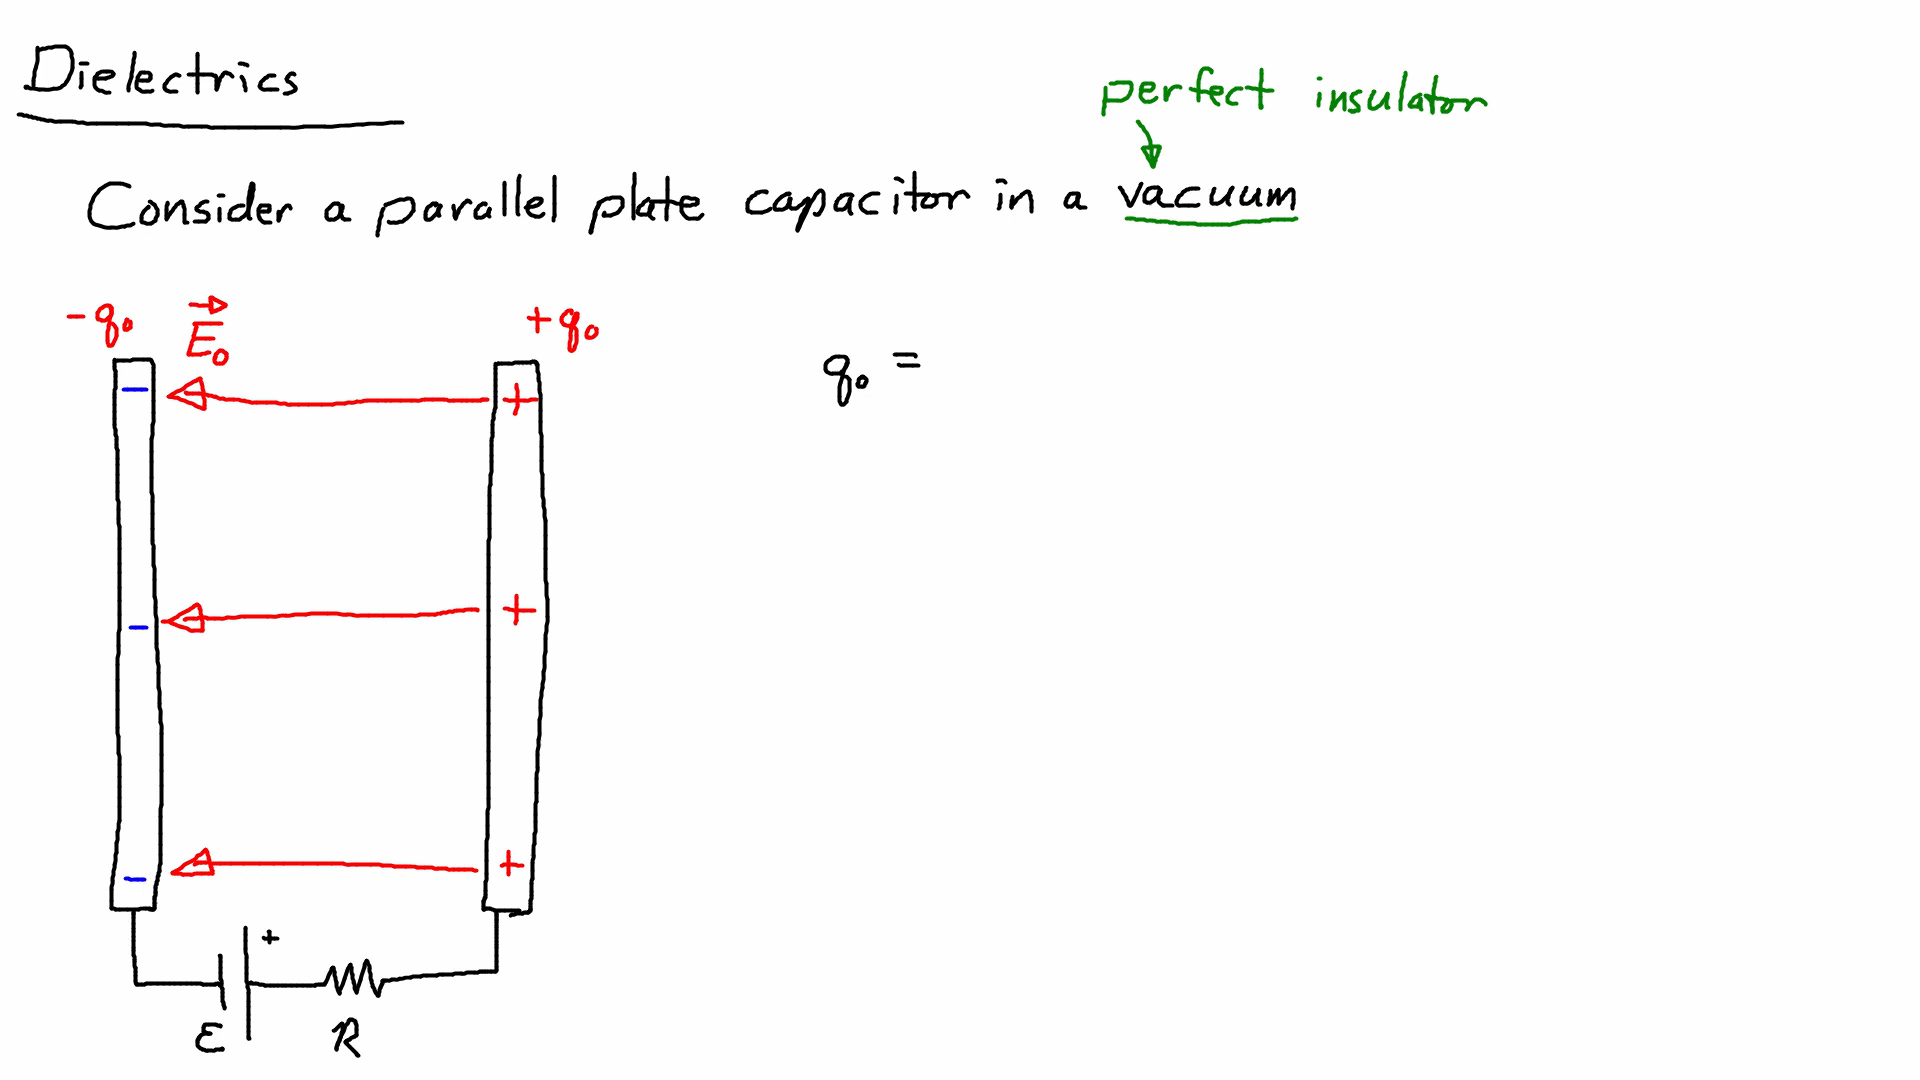 Dielectrics
perfect insulator
Consider a parallel plate capacitor in a vacuum
-q₀ E₀ +q₀
q₀ =
− +
− +
− +
+
ε R